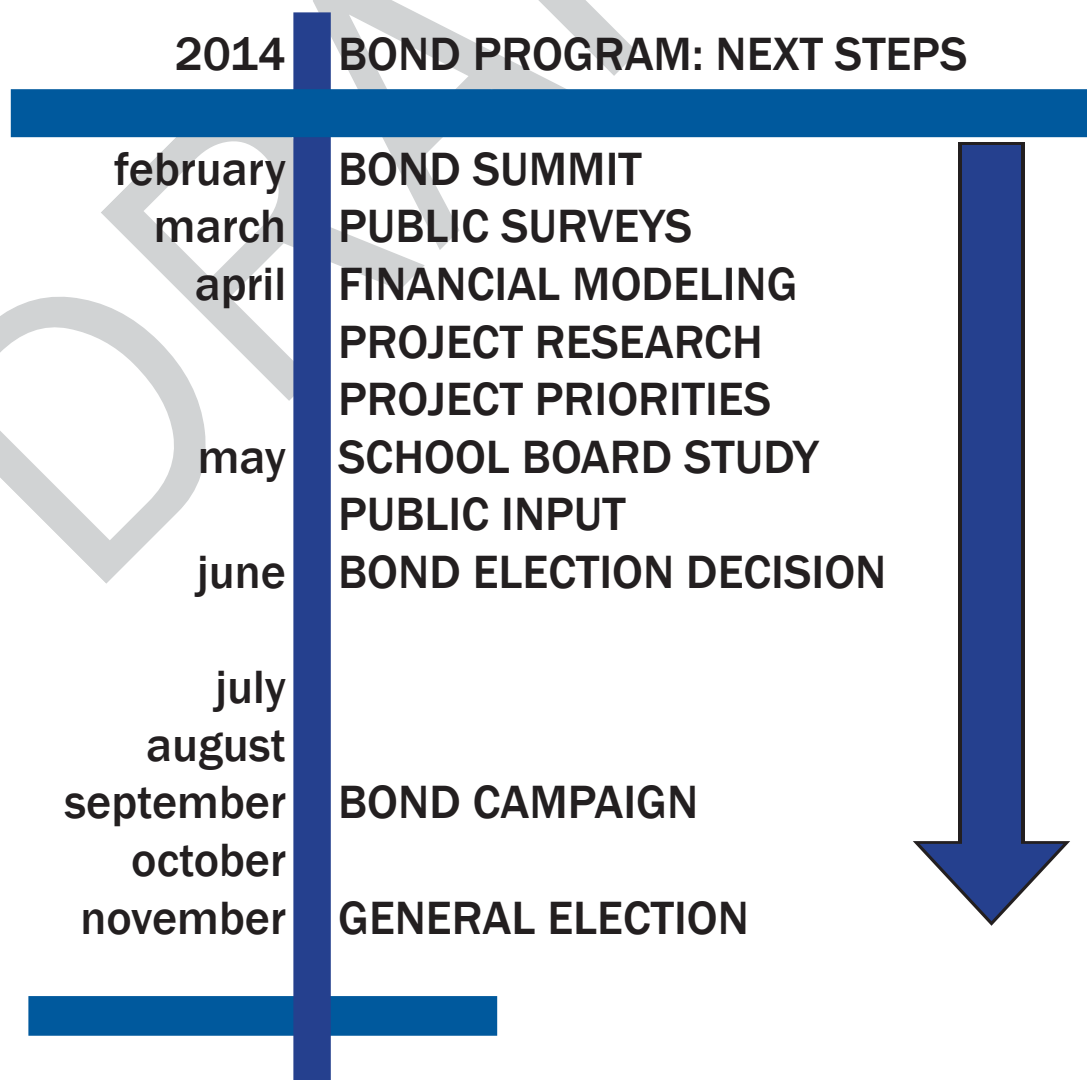 2014 BOND PROGRAM: NEXT STEPS
february BOND SUMMIT
march PUBLIC SURVEYS
april FINANCIAL MODELING
PROJECT RESEARCH
PROJECT PRIORITIES
may SCHOOL BOARD STUDY
PUBLIC INPUT
june BOND ELECTION DECISION
july
august
september BOND CAMPAIGN
october
november GENERAL ELECTION